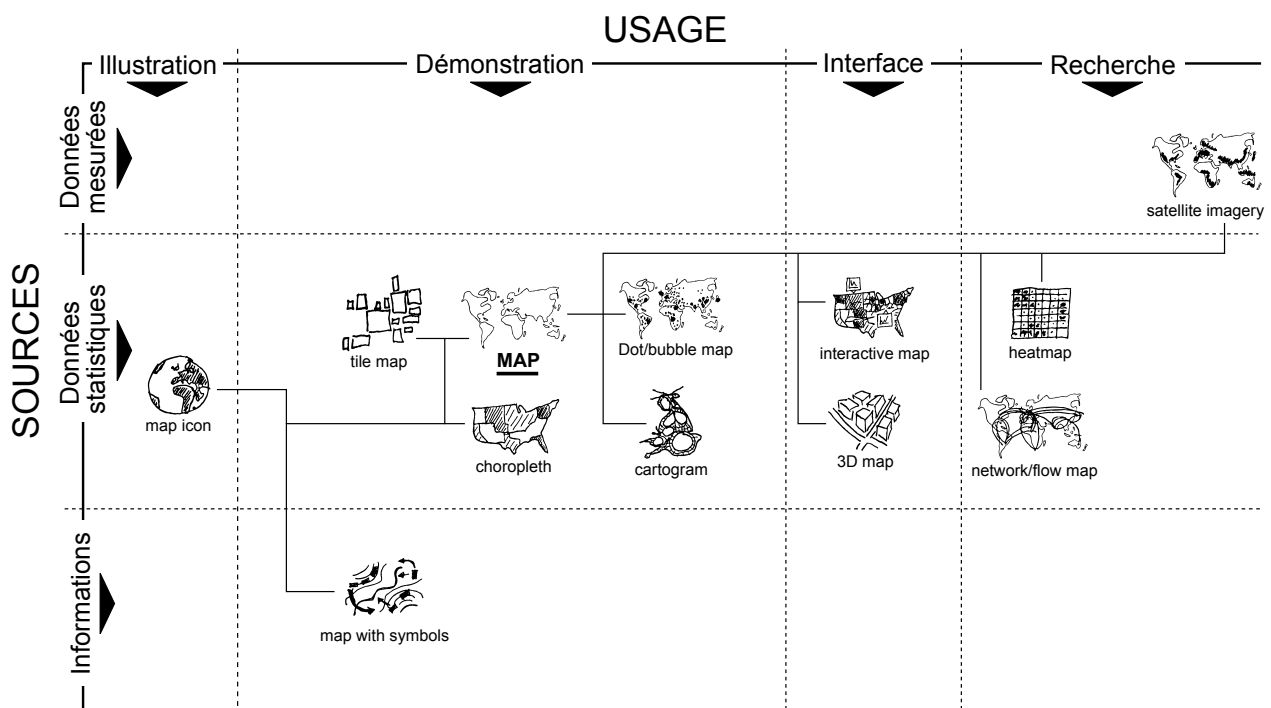 USAGE
Illustration
Démonstration
Interface
Recherche
SOURCES
Données
mesurées
satellite imagery
Données
statistiques
tile map
MAP
Dot/bubble map
interactive map
heatmap
map icon
choropleth
cartogram
3D map
network/flow map
Informations
map with symbols